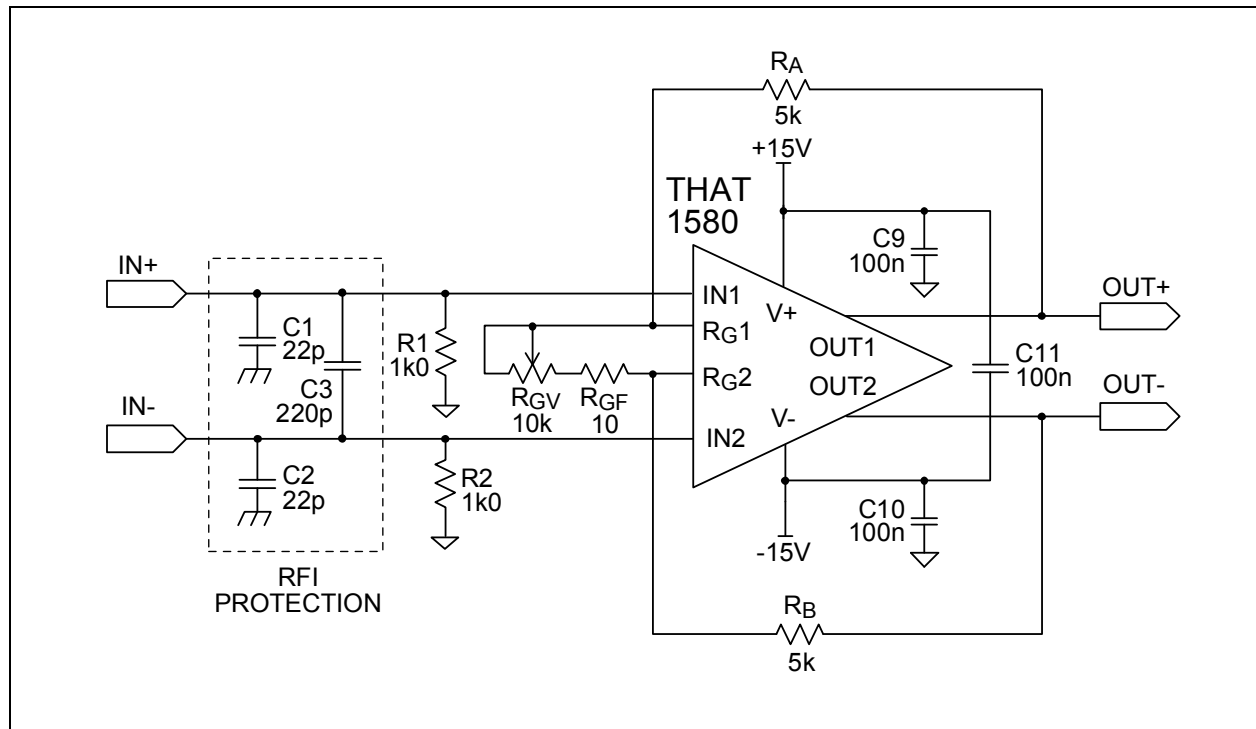 RA
5k
+15V
THAT
1580
C9
100n
IN+
OUT+
IN1
V+
C1
22p
R1
1k0
RG1
OUT1
C11
100n
C3
220p
RG2
OUT2
RGV
10k
RGF
10
IN-
OUT-
V-
IN2
C2
22p
R2
1k0
C10
100n
-15V
RFI
PROTECTION
RB
5k